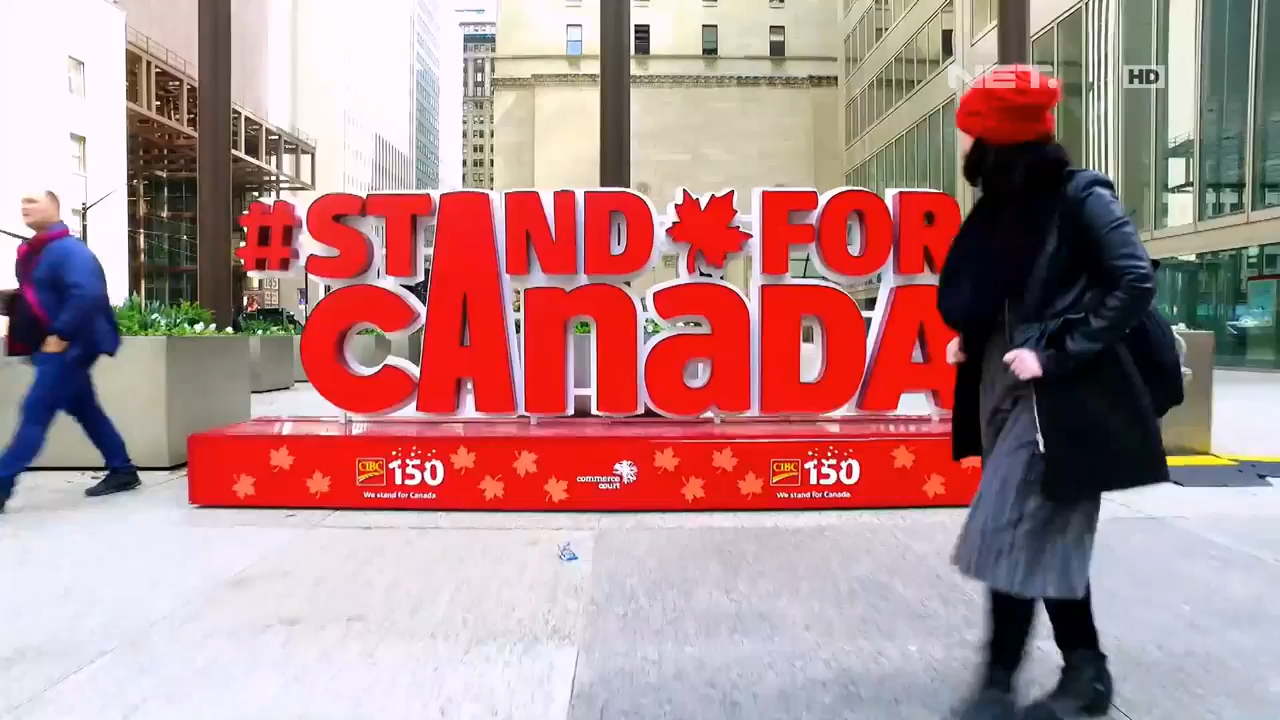 NET. HD
#STAND FOR
CANADA
CIBC 150
We stand for Canada
commerce
court
CIBC 150
We stand for Canada